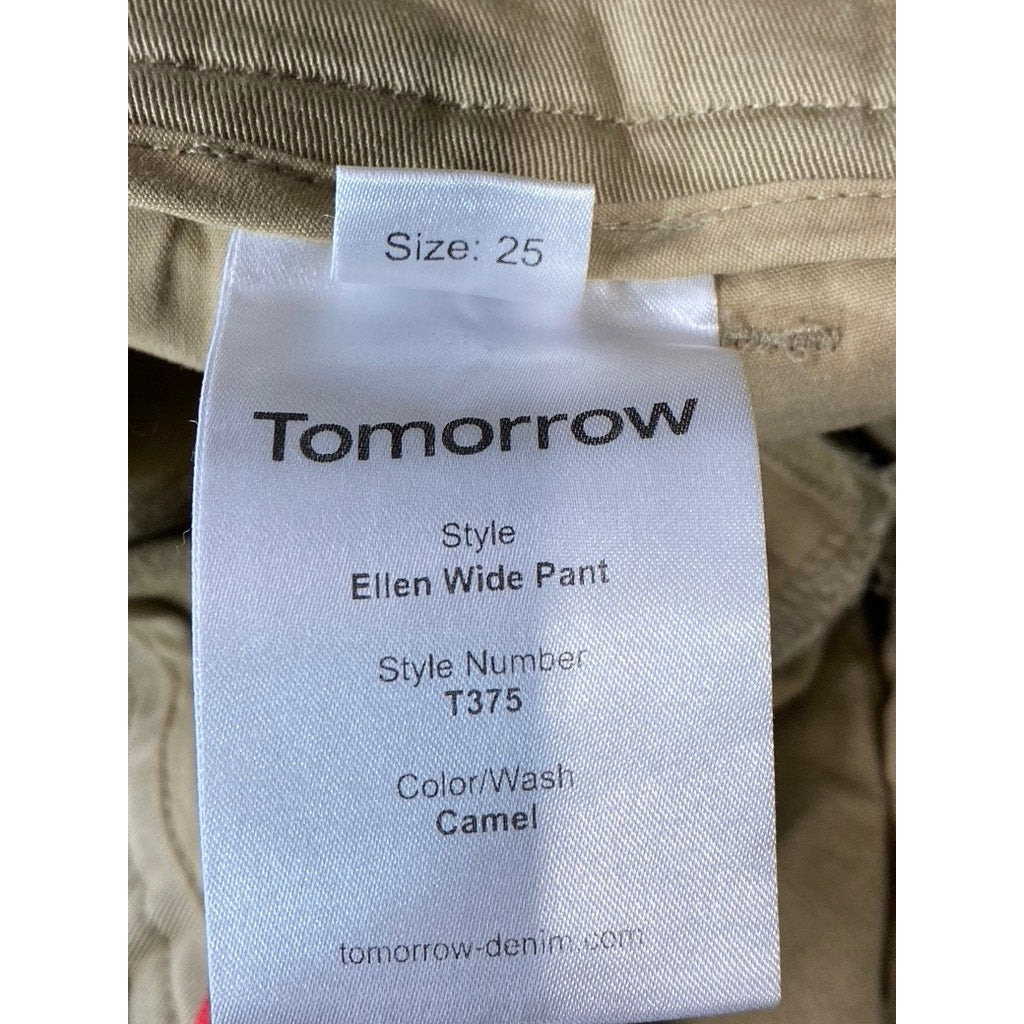 Size: 25
Tomorrow
Style
Ellen Wide Pant
Style Number
T375
Color/Wash
Camel
tomorrow-denim.com